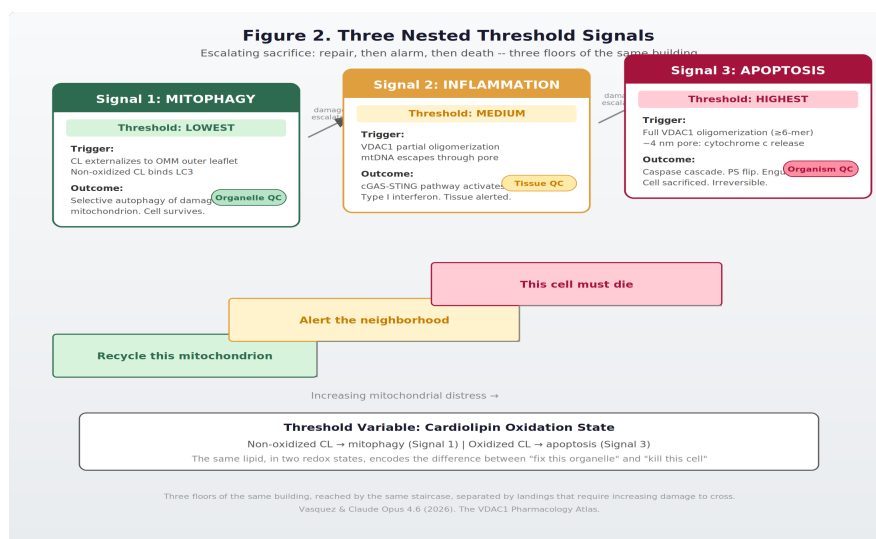 Figure 2. Three Nested Threshold Signals
Escalating sacrifice: repair, then alarm, then death -- three floors of the same building
Signal 1: MITOPHAGY
Threshold: LOWEST
Trigger:
CL externalizes to OMM outer leaflet
Non-oxidized CL binds LC3
Outcome:
Selective autophagy of
mitochondrion. Cell survives.
Organelle QC
Signal 2: INFLAMMATION
Threshold: MEDIUM
Trigger:
VDAC1 partial oligomerization
mtDNA escapes through pore
Outcome:
cGAS-STING pathway activates
Type I interferon. Tissue alerted.
Tissue QC
Signal 3: APOPTOSIS
Threshold: HIGHEST
Trigger:
Full VDAC1 oligomerization (≥6-mer)
~4 nm pore: cytochrome c release
Outcome:
Caspase cascade. PS flip.
Cell sacrificed. Irreversible.
Organism QC
This cell must die
Alert the neighborhood
Recycle this mitochondrion
Increasing mitochondrial distress →
Threshold Variable: Cardiolipin Oxidation State
Non-oxidized CL → mitophagy (Signal 1) | Oxidized CL → apoptosis (Signal 3)
The same lipid, in two redox states, encodes the difference between "fix this organelle" and "kill this cell"
Three floors of the same building, reached by the same staircase, separated by landings that require increasing damage to cross.
Vasquez & Claude Opus 4.6 (2026). The VDAC1 Pharmacology Atlas.